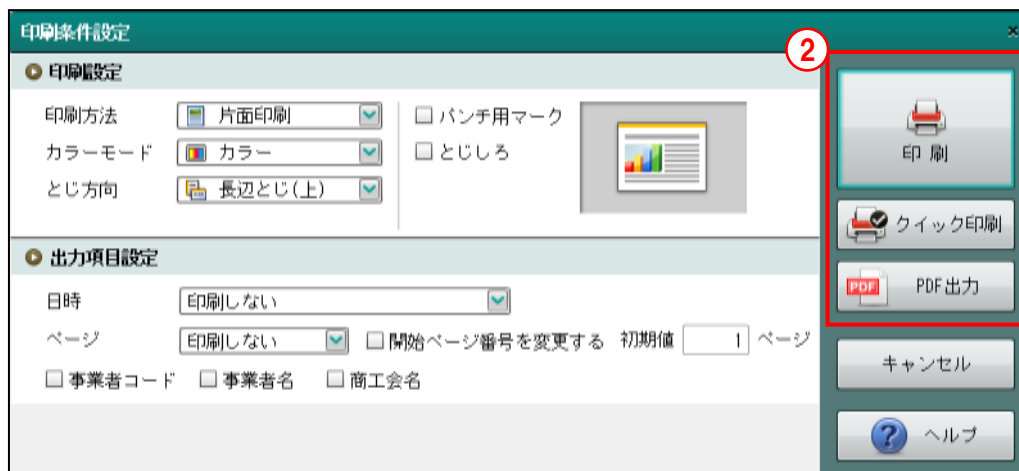 印刷条件設定
×
②
印刷設定
印刷方法 片面印刷 パンチ用マーク
カラーモード カラー とじしろ
とじ方向 長辺とじ(上)
印 刷
クイック印刷
出力項目設定
PDF PDF出力
日時 印刷しない
ページ 印刷しない 開始ページ番号を変更する 初期値 1 ページ
事業者コード 事業者名 商工会名
キャンセル
? ヘルプ